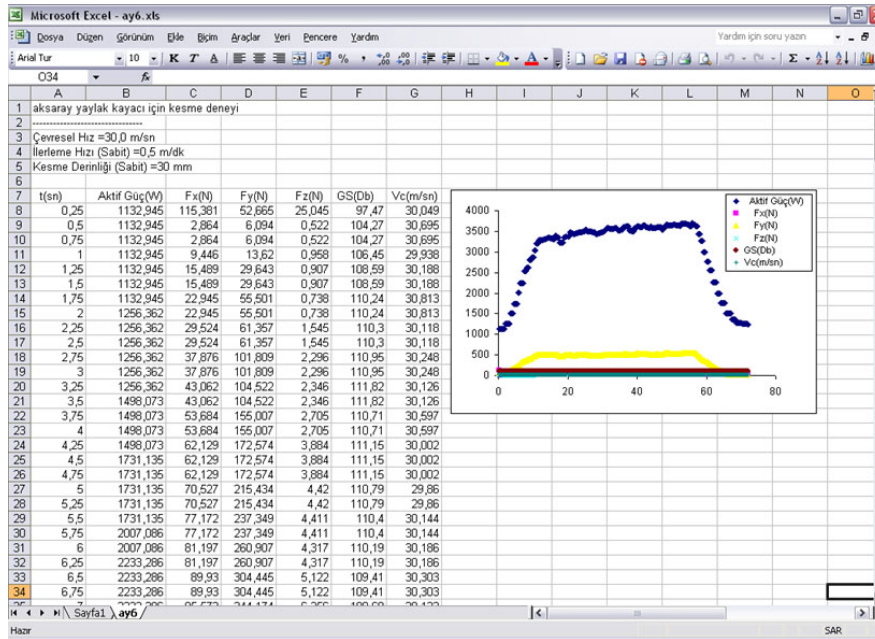 Microsoft Excel - ay6.xls
Dosya Düzen Görünüm Ekle Biçim Araçlar Veri Pencere Yardım Yardım için soru yazın
Arial Tur 10 K T A
O34 fx
A B C D E F G H I J K L M N O
1 aksaray yaylak kayacı için kesme deneyi
2 --------------------------------
3 Çevresel Hız =30,0 m/sn
4 İlerleme Hızı (Sabit) =0,5 m/dk
5 Kesme Derinliği (Sabit) =30 mm
6
7 t(sn) Aktif Güç(W) Fx(N) Fy(N) Fz(N) GS(Db) Vc(m/sn)
8 0,25 1132,945 115,381 52,665 25,045 97,47 30,049
9 0,5 1132,945 2,864 6,094 0,522 104,27 30,695
10 0,75 1132,945 2,864 6,094 0,522 104,27 30,695
11 1 1132,945 9,446 13,62 0,958 106,45 29,938
12 1,25 1132,945 15,489 29,643 0,907 108,59 30,188
13 1,5 1132,945 15,489 29,643 0,907 108,59 30,188
14 1,75 1132,945 22,945 55,501 0,738 110,24 30,813
15 2 1256,362 22,945 55,501 0,738 110,24 30,813
16 2,25 1256,362 29,524 61,357 1,545 110,3 30,118
17 2,5 1256,362 29,524 61,357 1,545 110,3 30,118
18 2,75 1256,362 37,876 101,809 2,296 110,95 30,248
19 3 1256,362 37,876 101,809 2,296 110,95 30,248
20 3,25 1256,362 43,062 104,522 2,346 111,82 30,126
21 3,5 1498,073 43,062 104,522 2,346 111,82 30,126
22 3,75 1498,073 53,684 155,007 2,705 110,71 30,597
23 4 1498,073 53,684 155,007 2,705 110,71 30,597
24 4,25 1498,073 62,129 172,574 3,884 111,15 30,002
25 4,5 1731,135 62,129 172,574 3,884 111,15 30,002
26 4,75 1731,135 62,129 172,574 3,884 111,15 30,002
27 5 1731,135 70,527 215,434 4,42 110,79 29,86
28 5,25 1731,135 70,527 215,434 4,42 110,79 29,86
29 5,5 1731,135 77,172 237,349 4,411 110,4 30,144
30 5,75 2007,086 77,172 237,349 4,411 110,4 30,144
31 6 2007,086 81,197 260,907 4,317 110,19 30,186
32 6,25 2233,286 81,197 260,907 4,317 110,19 30,186
33 6,5 2233,286 89,93 304,445 5,122 109,41 30,303
34 6,75 2233,286 89,93 304,445 5,122 109,41 30,303
4000
3500
3000
2500
2000
1500
1000
500
0
0 20 40 60 80
Aktif Güç(W)
Fx(N)
Fy(N)
Fz(N)
GS(Db)
Vc(m/sn)
Sayfa1 ay6
Hazır SAR